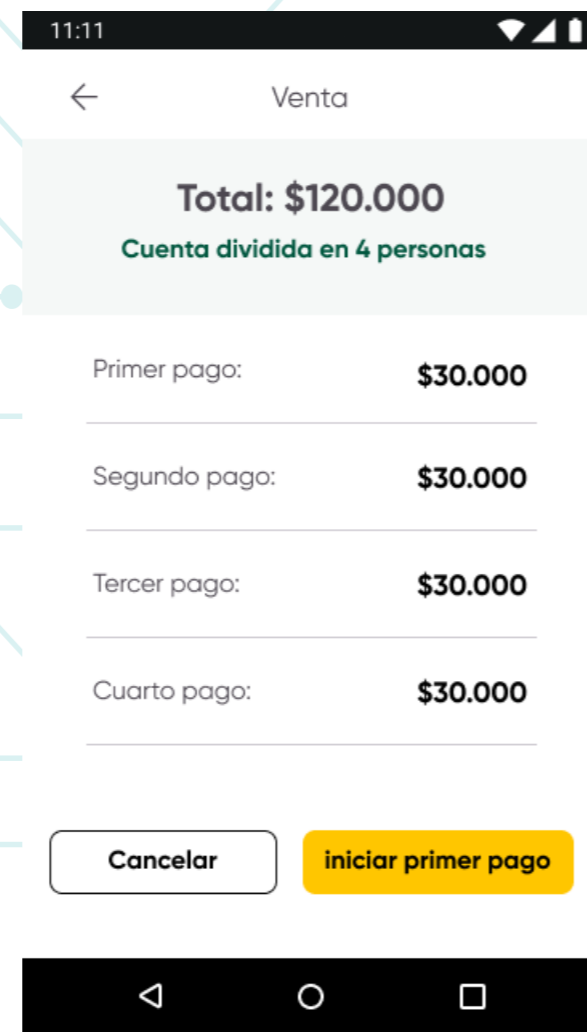 11:11
Venta
Total: $120.000
Cuenta dividida en 4 personas
Primer pago: $30.000
Segundo pago: $30.000
Tercer pago: $30.000
Cuarto pago: $30.000
Cancelar iniciar primer pago